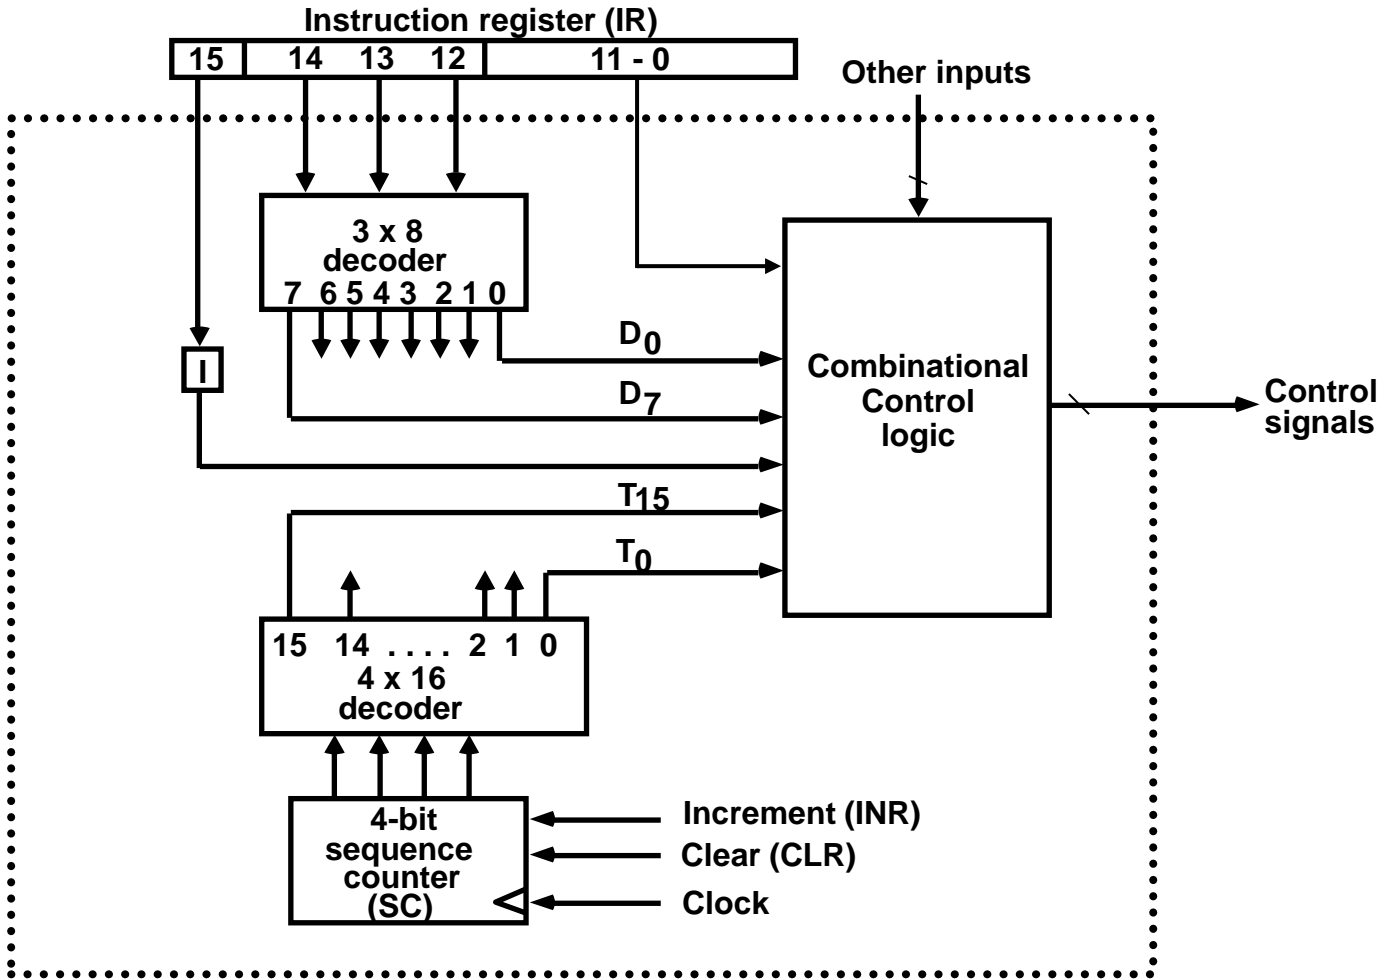 Instruction register (IR)
15 14 13 12 11 - 0
Other inputs
3 x 8
decoder
7 6 5 4 3 2 1 0
D0
I
Combinational
Control
logic
D7
Control
signals
T15
T0
15 14 .... 2 1 0
4 x 16
decoder
4-bit
sequence
counter
(SC)
Increment (INR)
Clear (CLR)
Clock